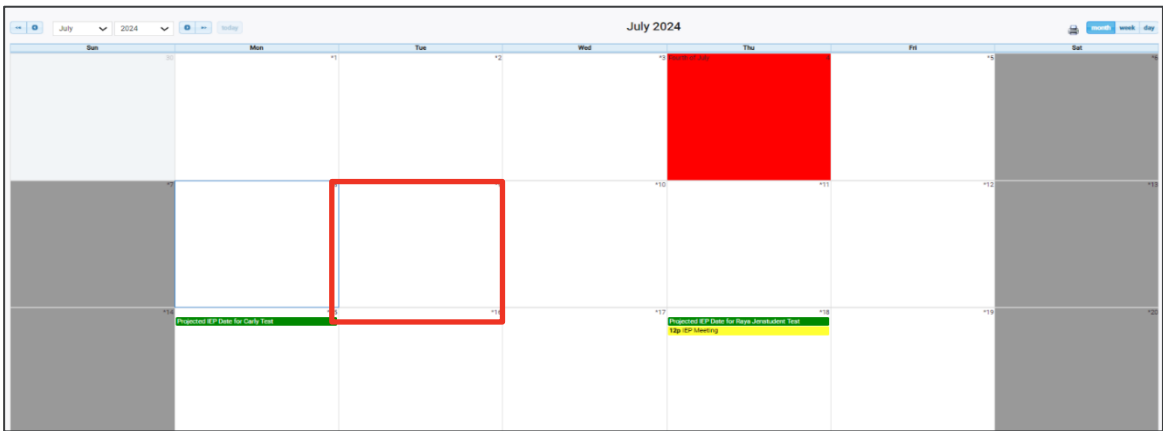 July 2024 today
July 2024
month week day
Sun Mon Tue Wed Thu Fri Sat
30 *1 *2 *3 Fourth of July 4 *5 *6
*7 *10 *11 *12 *13
*14 *15 *16 *17 *18 *19 *20
Projected IEP Date for Carly Test
Projected IEP Date for Raya Jenstudent Test
12p IEP Meeting